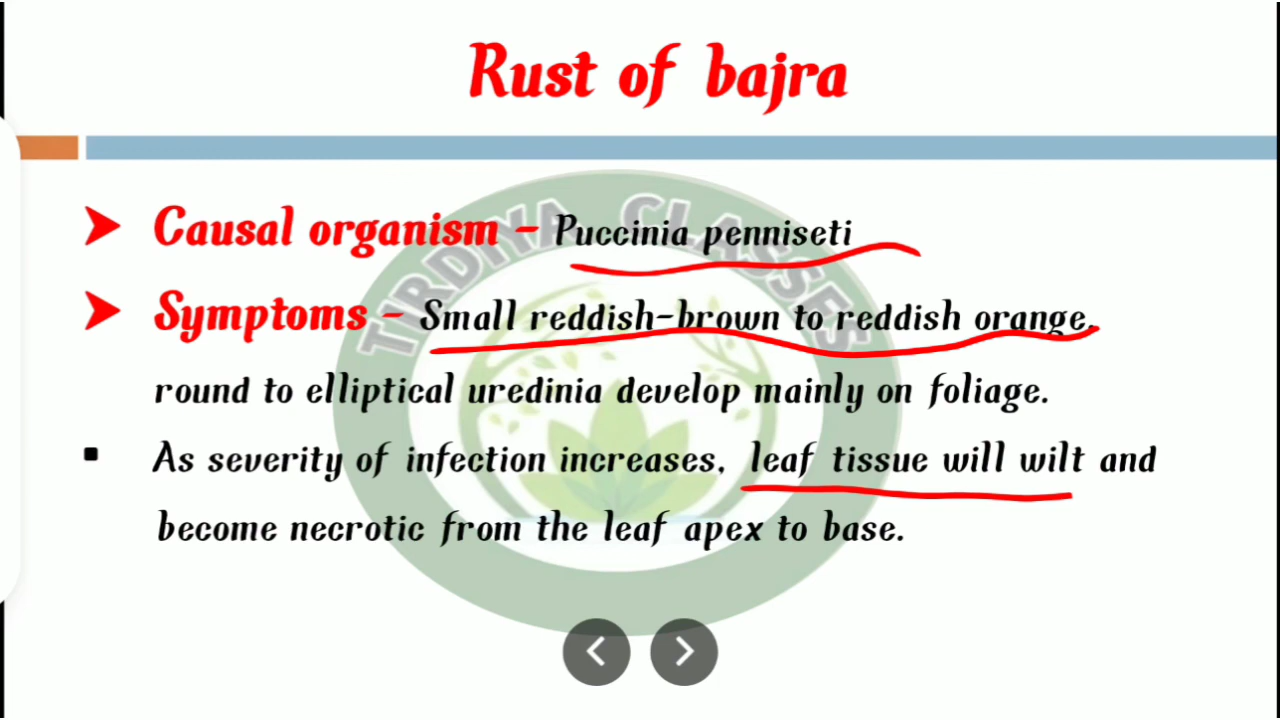 Rust of bajra
TIRDIYA CLASSES
➤ Causal organism - Puccinia penniseti
➤ Symptoms - Small reddish-brown to reddish orange,
round to elliptical uredinia develop mainly on foliage.
▪ As severity of infection increases, leaf tissue will wilt and
become necrotic from the leaf apex to base.